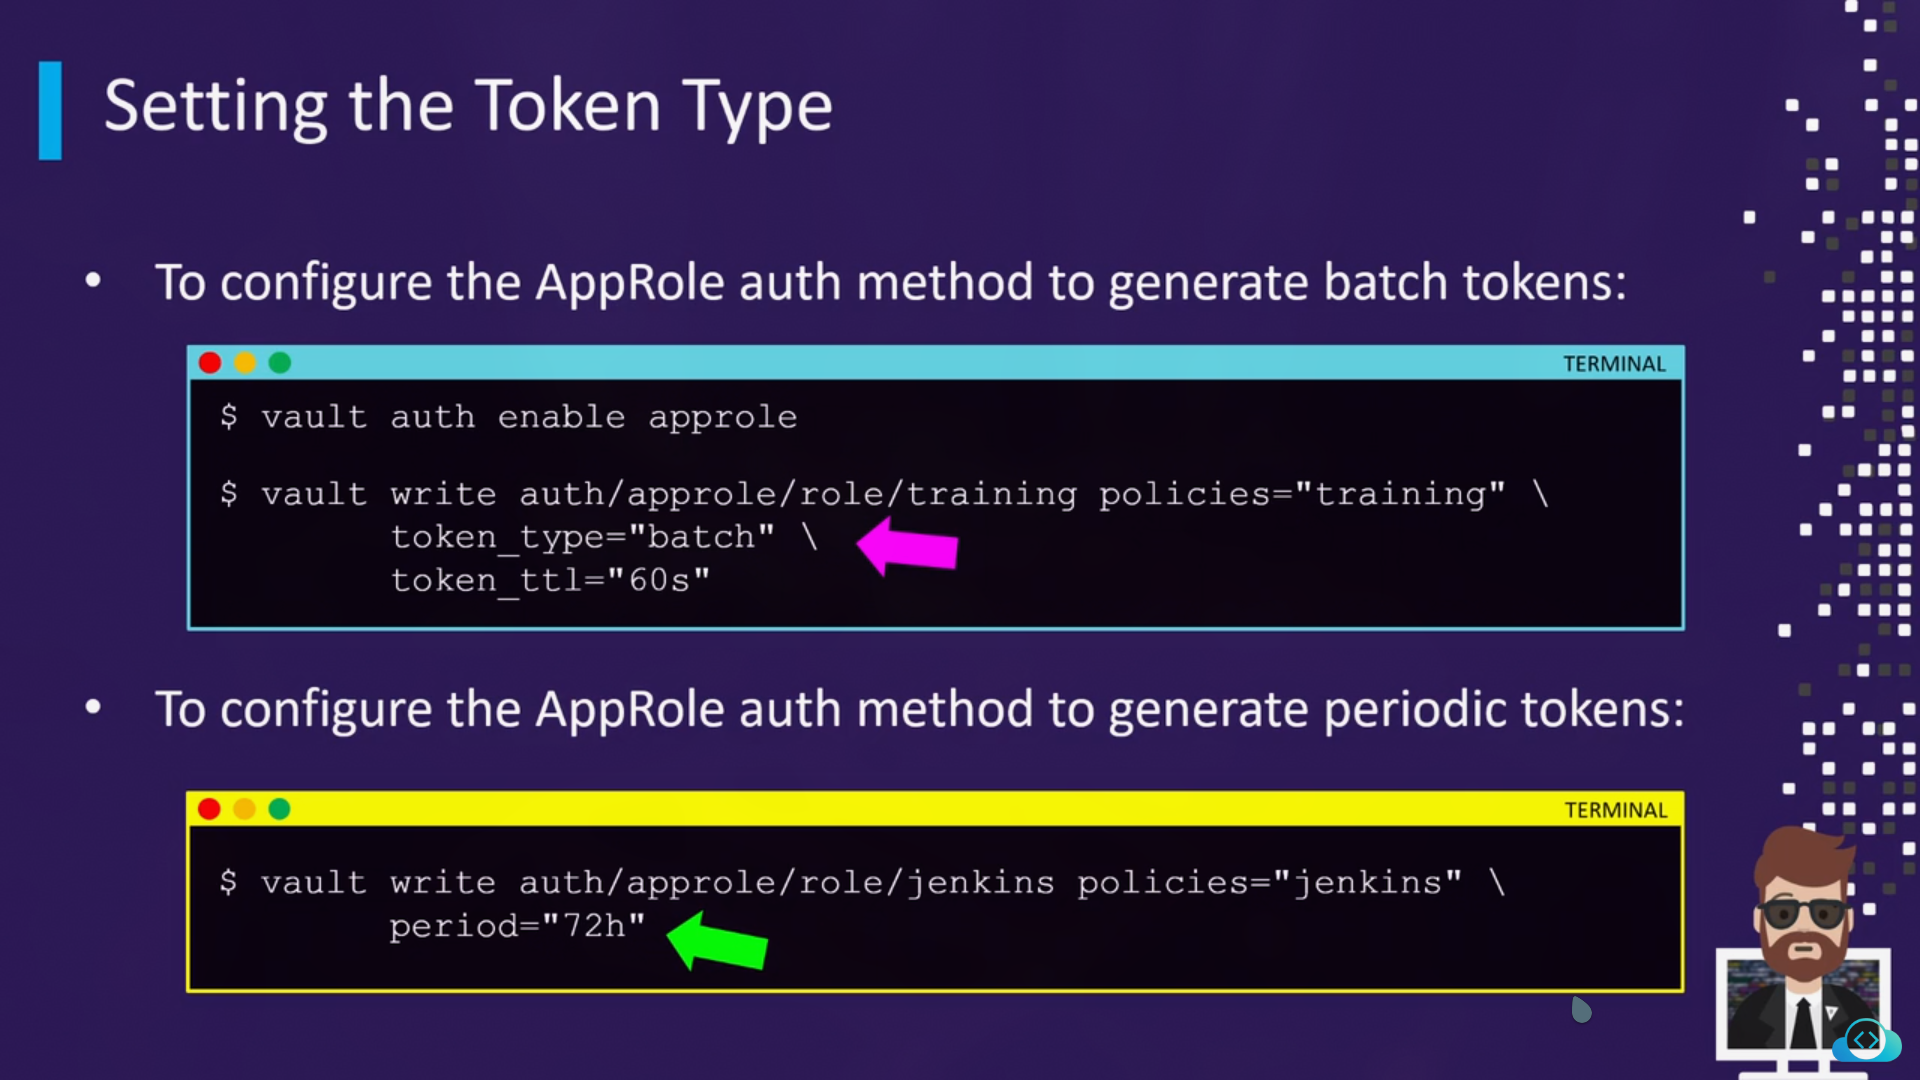 Setting the Token Type
• To configure the AppRole auth method to generate batch tokens:
TERMINAL
$ vault auth enable approle
$ vault write auth/approle/role/training policies="training" \
token_type="batch" \
token_ttl="60s"
• To configure the AppRole auth method to generate periodic tokens:
TERMINAL
$ vault write auth/approle/role/jenkins policies="jenkins" \
period="72h"